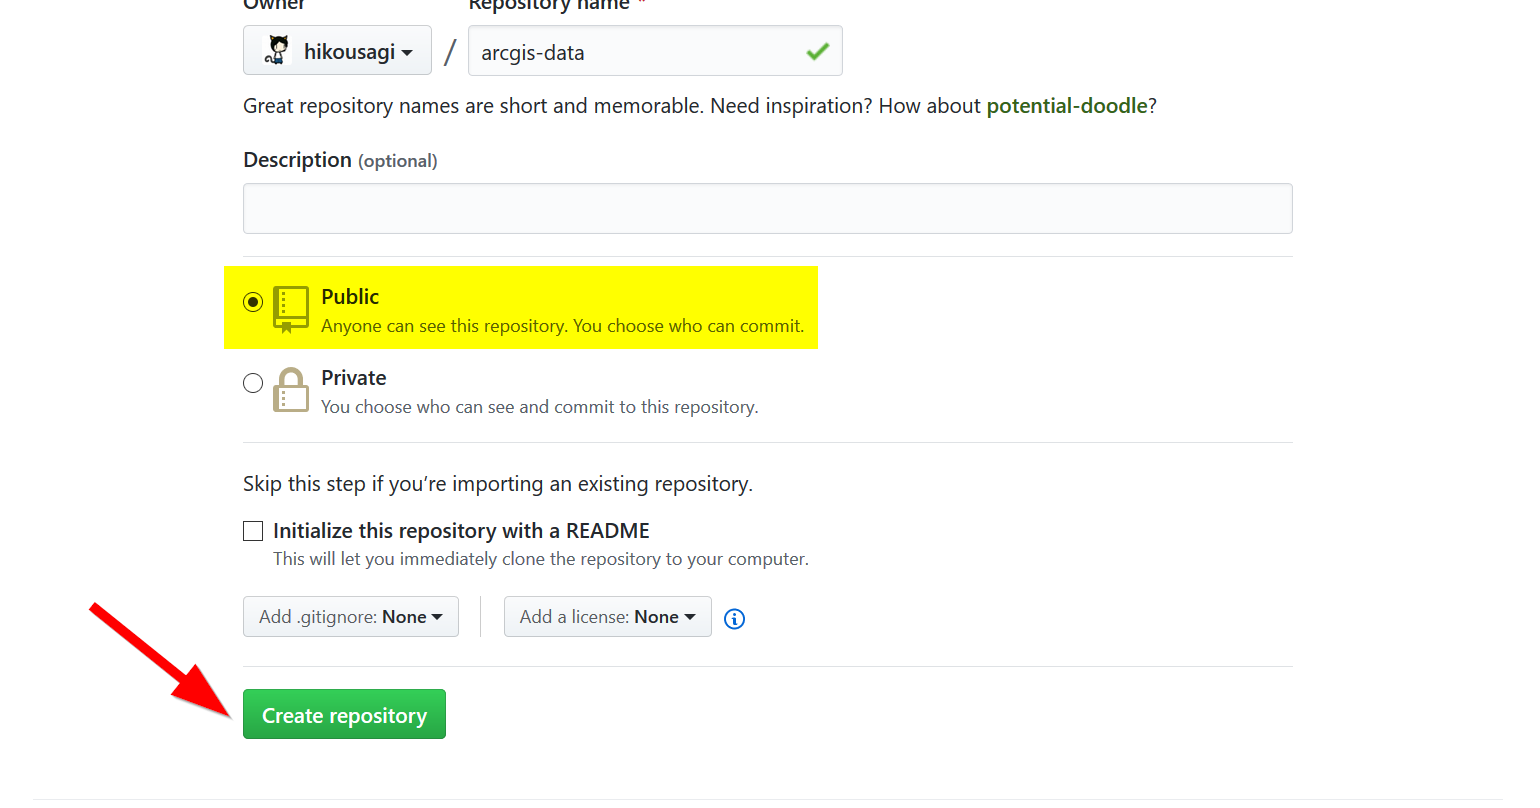 Owner
Repository name *
hikousagi
/
arcgis-data
Great repository names are short and memorable. Need inspiration? How about potential-doodle?
Description (optional)
Public
Anyone can see this repository. You choose who can commit.
Private
You choose who can see and commit to this repository.
Skip this step if you’re importing an existing repository.
Initialize this repository with a README
This will let you immediately clone the repository to your computer.
Add .gitignore: None
Add a license: None
Create repository